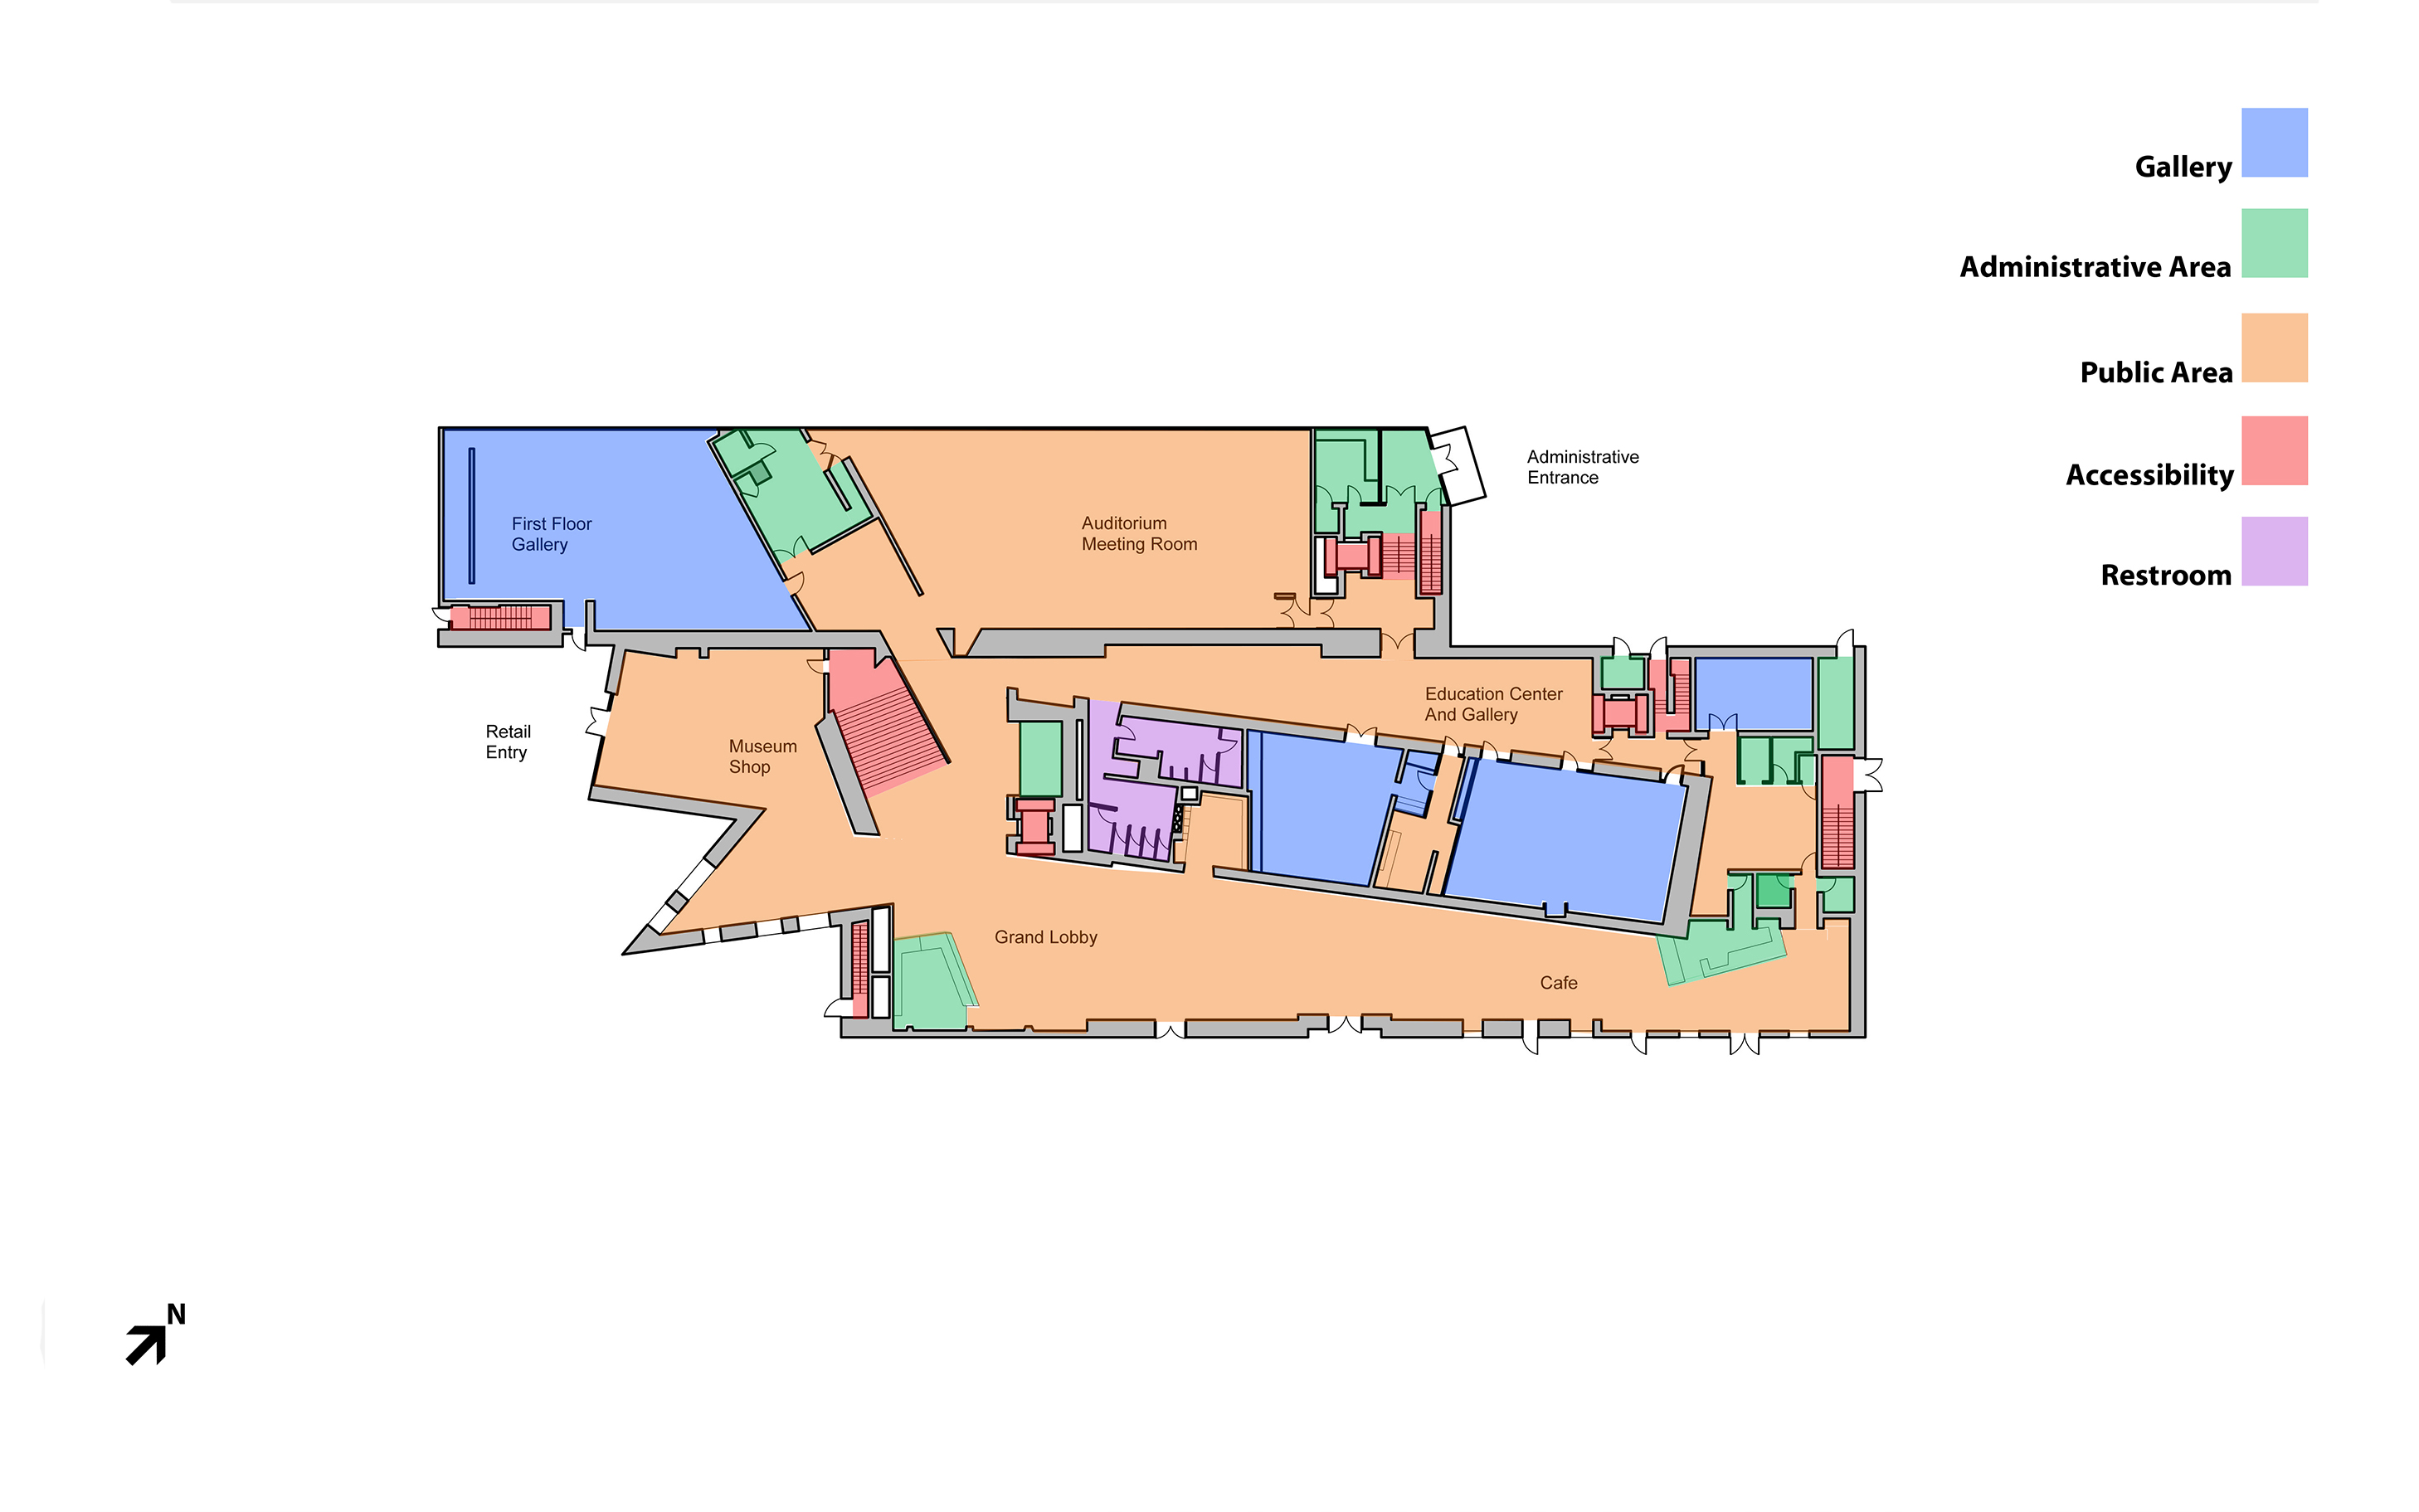 Gallery
Administrative Area
Public Area
Accessibility
Restroom
Administrative
Entrance
First Floor
Gallery
Auditorium
Meeting Room
Education Center
And Gallery
Retail
Entry
Museum
Shop
Grand Lobby
Cafe
N